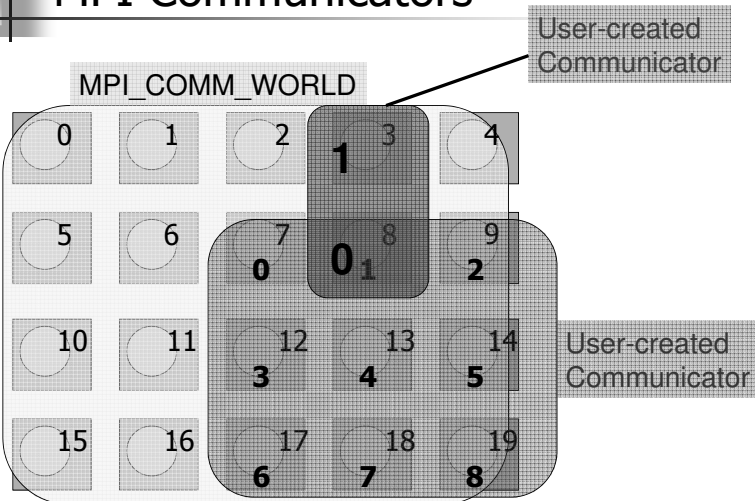 MPI Communicators
User-created
Communicator
MPI_COMM_WORLD
0 1 2 3 4
1
5 6 7 8 9
0 0 1 2
10 11 12 13 14
3 4 5
User-created
Communicator
15 16 17 18 19
6 7 8